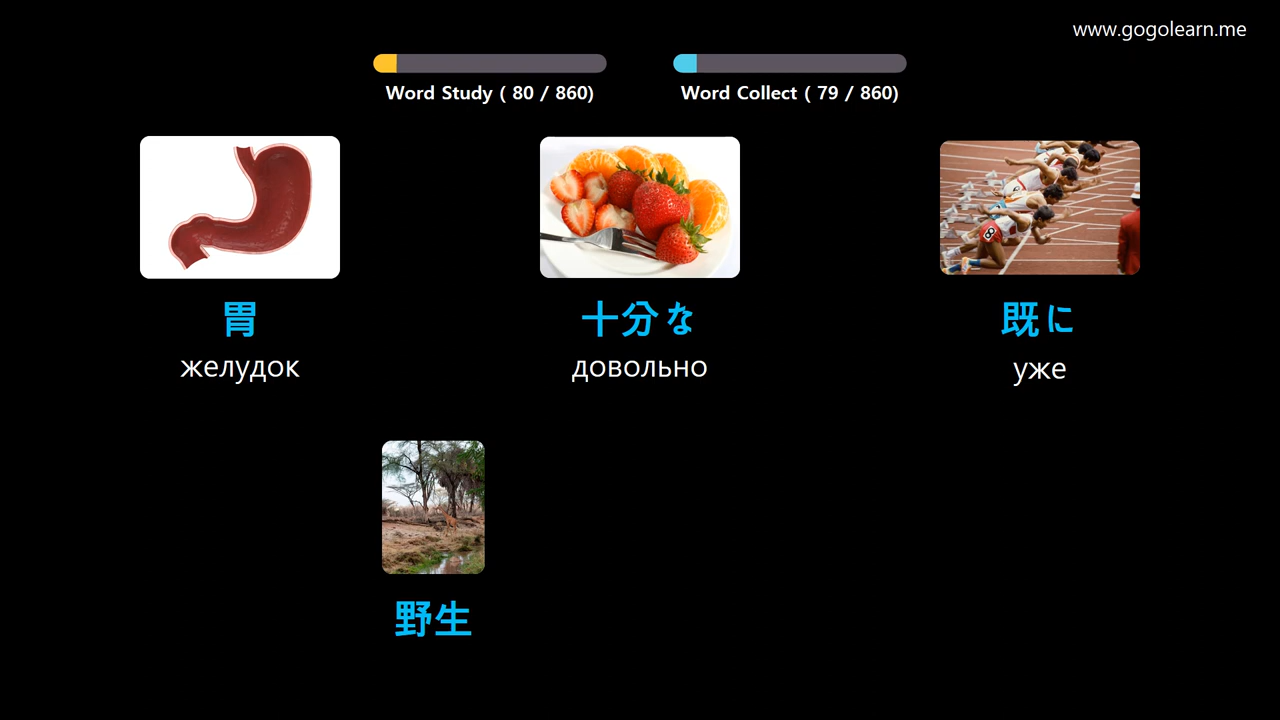 www.gogolearn.me
Word Study ( 80 / 860)
Word Collect ( 79 / 860)
胃
十分な
既に
желудок
довольно
уже
野生